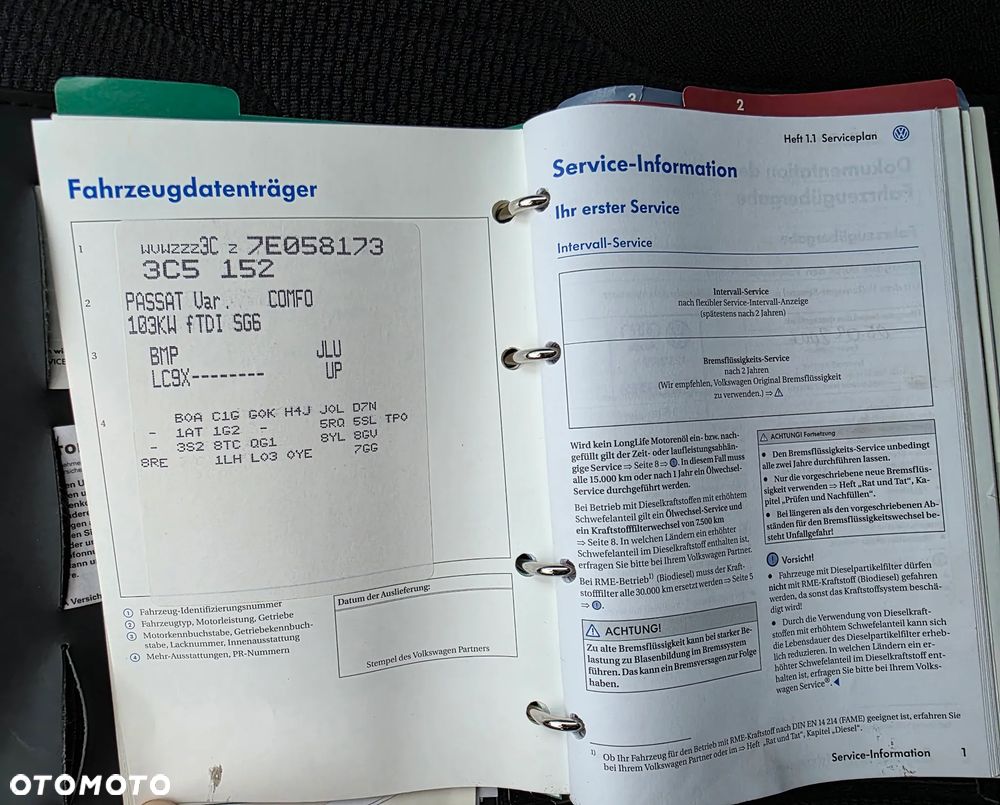 Fahrzeugdatenträger
1
WVWZZZ3C Z 7E058173
3C5 152
2
PASSAT Var. COMFO
103KW fTDI SG6
3
BMP JLU
LC9X-------- UP
4
B0A C1G G0K H4J J0L D7N
- 1AT 1G2 - 5RQ 5SL TP0
- 3S2 8TC QG1 8YL 8GV
8RE 1LH L03 0YE 7GG
1 Fahrzeug-Identifizierungsnummer
2 Fahrzeugtyp, Motorleistung, Getriebe
3 Motorkennbuchstabe, Getriebekennbuch-
stabe, Lacknummer, Innenausstattung
4 Mehr-Ausstattungen, PR-Nummern
Datum der Auslieferung:
Stempel des Volkswagen Partners
3
2
Heft 1.1 Serviceplan
Service-Information
Ihr erster Service
Intervall-Service
Intervall-Service
nach flexibler Service-Intervall-Anzeige
(spätestens nach 2 Jahren)
Bremsflüssigkeits-Service
nach 2 Jahren
(Wir empfehlen, Volkswagen Original Bremsflüssigkeit
zu verwenden.) ⇒ ⚠
Wird kein LongLife Motorenöl ein- bzw. nach-
gefüllt gilt der Zeit- oder laufleistungsabhän-
gige Service ⇒ Seite 8 ⇒ ①. In diesem Fall muss
alle 15.000 km oder nach 1 Jahr ein Ölwechsel-
Service durchgeführt werden.
Bei Betrieb mit Dieselkraftstoffen mit erhöhtem
Schwefelanteil gilt ein Ölwechsel-Service und
ein Kraftstofffilterwechsel von 7.500 km
⇒ Seite 8. In welchen Ländern ein erhöhter
Schwefelanteil im Dieselkraftstoff enthalten ist,
erfragen Sie bitte bei Ihrem Volkswagen Partner.
Bei RME-Betrieb¹⁾ (Biodiesel) muss der Kraft-
stofffilter alle 30.000 km ersetzt werden ⇒ Seite 5
⇒ ①.
ACHTUNG!
Zu alte Bremsflüssigkeit kann bei starker Be-
lastung zu Blasenbildung im Bremssystem
führen. Das kann ein Bremsversagen zur Folge
haben.
ACHTUNG! Fortsetzung
• Den Bremsflüssigkeits-Service unbedingt
alle zwei Jahre durchführen lassen.
• Nur die vorgeschriebene neue Bremsflüs-
sigkeit verwenden ⇒ Heft „Rat und Tat“, Ka-
pitel „Prüfen und Nachfüllen“.
• Bei längeren als den vorgeschriebenen Ab-
ständen für den Bremsflüssigkeitswechsel be-
steht Unfallgefahr!
Vorsicht!
• Fahrzeuge mit Dieselpartikelfilter dürfen
nicht mit RME-Kraftstoff (Biodiesel) gefahren
werden, da sonst das Kraftstoffsystem beschä-
digt wird!
• Durch die Verwendung von Dieselkraft-
stoffen mit erhöhtem Schwefelanteil kann sich
die Lebensdauer des Dieselpartikelfilter erheb-
lich reduzieren. In welchen Ländern ein er-
höhter Schwefelanteil im Dieselkraftstoff ent-
halten ist, erfragen Sie bitte bei Ihrem Volks-
wagen Service®. ◀
1) Ob Ihr Fahrzeug für den Betrieb mit RME-Kraftstoff nach DIN EN 14 214 (FAME) geeignet ist, erfahren Sie
bei Ihrem Volkswagen Partner oder im ⇒ Heft „Rat und Tat“, Kapitel „Diesel“.
Service-Information 1
OTOMOTO